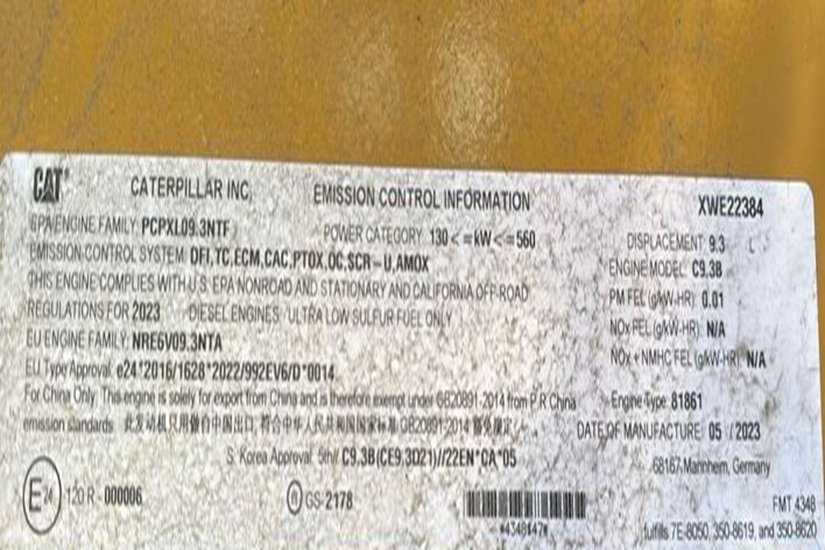 CAT CATERPILLAR INC. EMISSION CONTROL INFORMATION XWE22384
EPA ENGINE FAMILY: PCPXL09.3NTF POWER CATEGORY: 130<=kW<=560 DISPLACEMENT: 9.3 L
EMISSION CONTROL SYSTEM: DFI,TC,ECM,CAC,PTOX,OC,SCR-U,AMOX ENGINE MODEL: C9.3B
THIS ENGINE COMPLIES WITH U.S. EPA NONROAD AND STATIONARY AND CALIFORNIA OFF-ROAD PM FEL (g/kW-HR): 0.01
REGULATIONS FOR 2023 DIESEL ENGINES ULTRA LOW SULFUR FUEL ONLY NOx FEL (g/kW-HR): N/A
EU ENGINE FAMILY: NRE6V09.3NTA NOx + NMHC FEL (g/kW-HR): N/A
EU Type Approval: e24*2016/1628*2022/992EV6/D*0014
For China Only: This engine is solely for export from China and is therefore exempt under GB20891-2014 from P.R.China Engine Type: 81861
emission standards 此发动机只用做自中国出口, 符合中华人民共和国国家标准 GB20891-2014 DATE OF MANUFACTURE: 05 / 2023
S. Korea Approval: 5th// C9.3B(CE9.3D21)//22EN*CA*05 68167 Mannheim, Germany
E24 120 R - 000006 GS-2178 FMT 4348
fulfills 7E-8050, 350-8619, and 350-8620